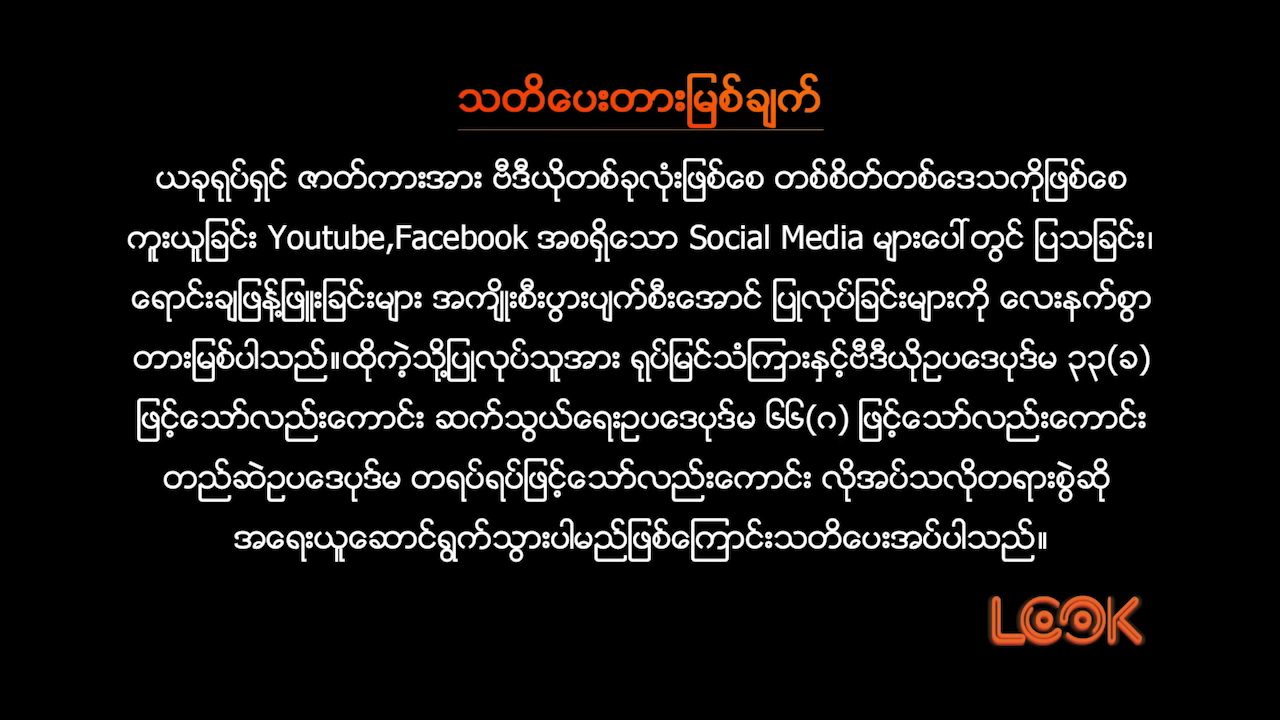 သတိပေးတားမြစ်ချက်
ယခုရုပ်ရှင် ဇာတ်ကားအား ဗီဒီယိုတစ်ခုလုံးဖြစ်စေ တစ်စိတ်တစ်ဒေသကိုဖြစ်စေ
ကူးယူခြင်း Youtube,Facebook အစရှိသော Social Media များပေါ်တွင် ပြသခြင်း၊
ရောင်းချဖြန့်ဖြူးခြင်းများ အကျိုးစီးပွားပျက်စီးအောင် ပြုလုပ်ခြင်းများကို လေးနက်စွာ
တားမြစ်ပါသည်။ထိုကဲ့သို့ပြုလုပ်သူအား ရုပ်မြင်သံကြားနှင့်ဗီဒီယိုဥပဒေပုဒ်မ ၃၃(ခ)
ဖြင့်သော်လည်းကောင်း ဆက်သွယ်ရေးဥပဒေပုဒ်မ ၆၆(ဂ) ဖြင့်သော်လည်းကောင်း
တည်ဆဲဥပဒေပုဒ်မ တရပ်ရပ်ဖြင့်သော်လည်းကောင်း လိုအပ်သလိုတရားစွဲဆို
အရေးယူဆောင်ရွက်သွားပါမည်ဖြစ်ကြောင်းသတိပေးအပ်ပါသည်။
LOOK